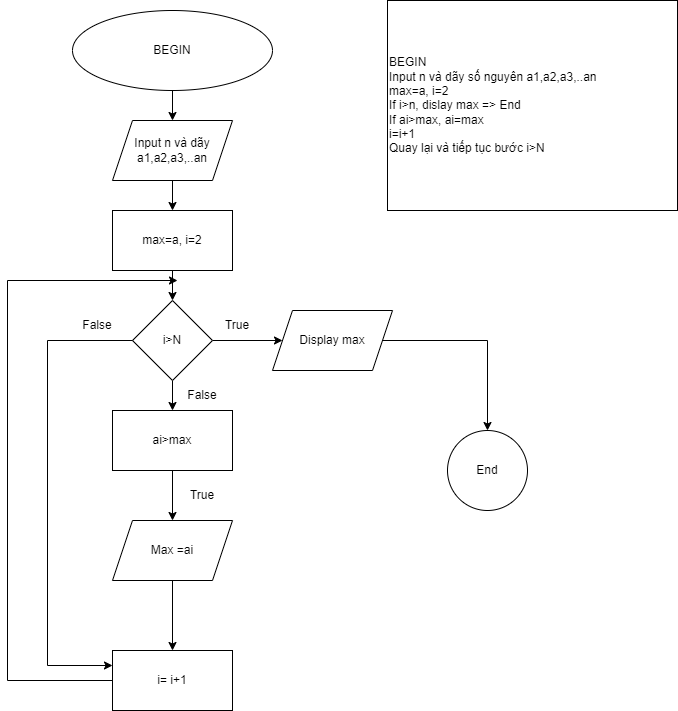 BEGIN
Input n và dãy
a1,a2,a3,..an
max=a, i=2
i>N
False
True
Display max
False
ai>max
True
Max =ai
i= i+1
End
BEGIN
Input n và dãy số nguyên a1,a2,a3,..an
max=a, i=2
If i>n, dislay max => End
If ai>max, ai=max
i=i+1
Quay lại và tiếp tục bước i>N